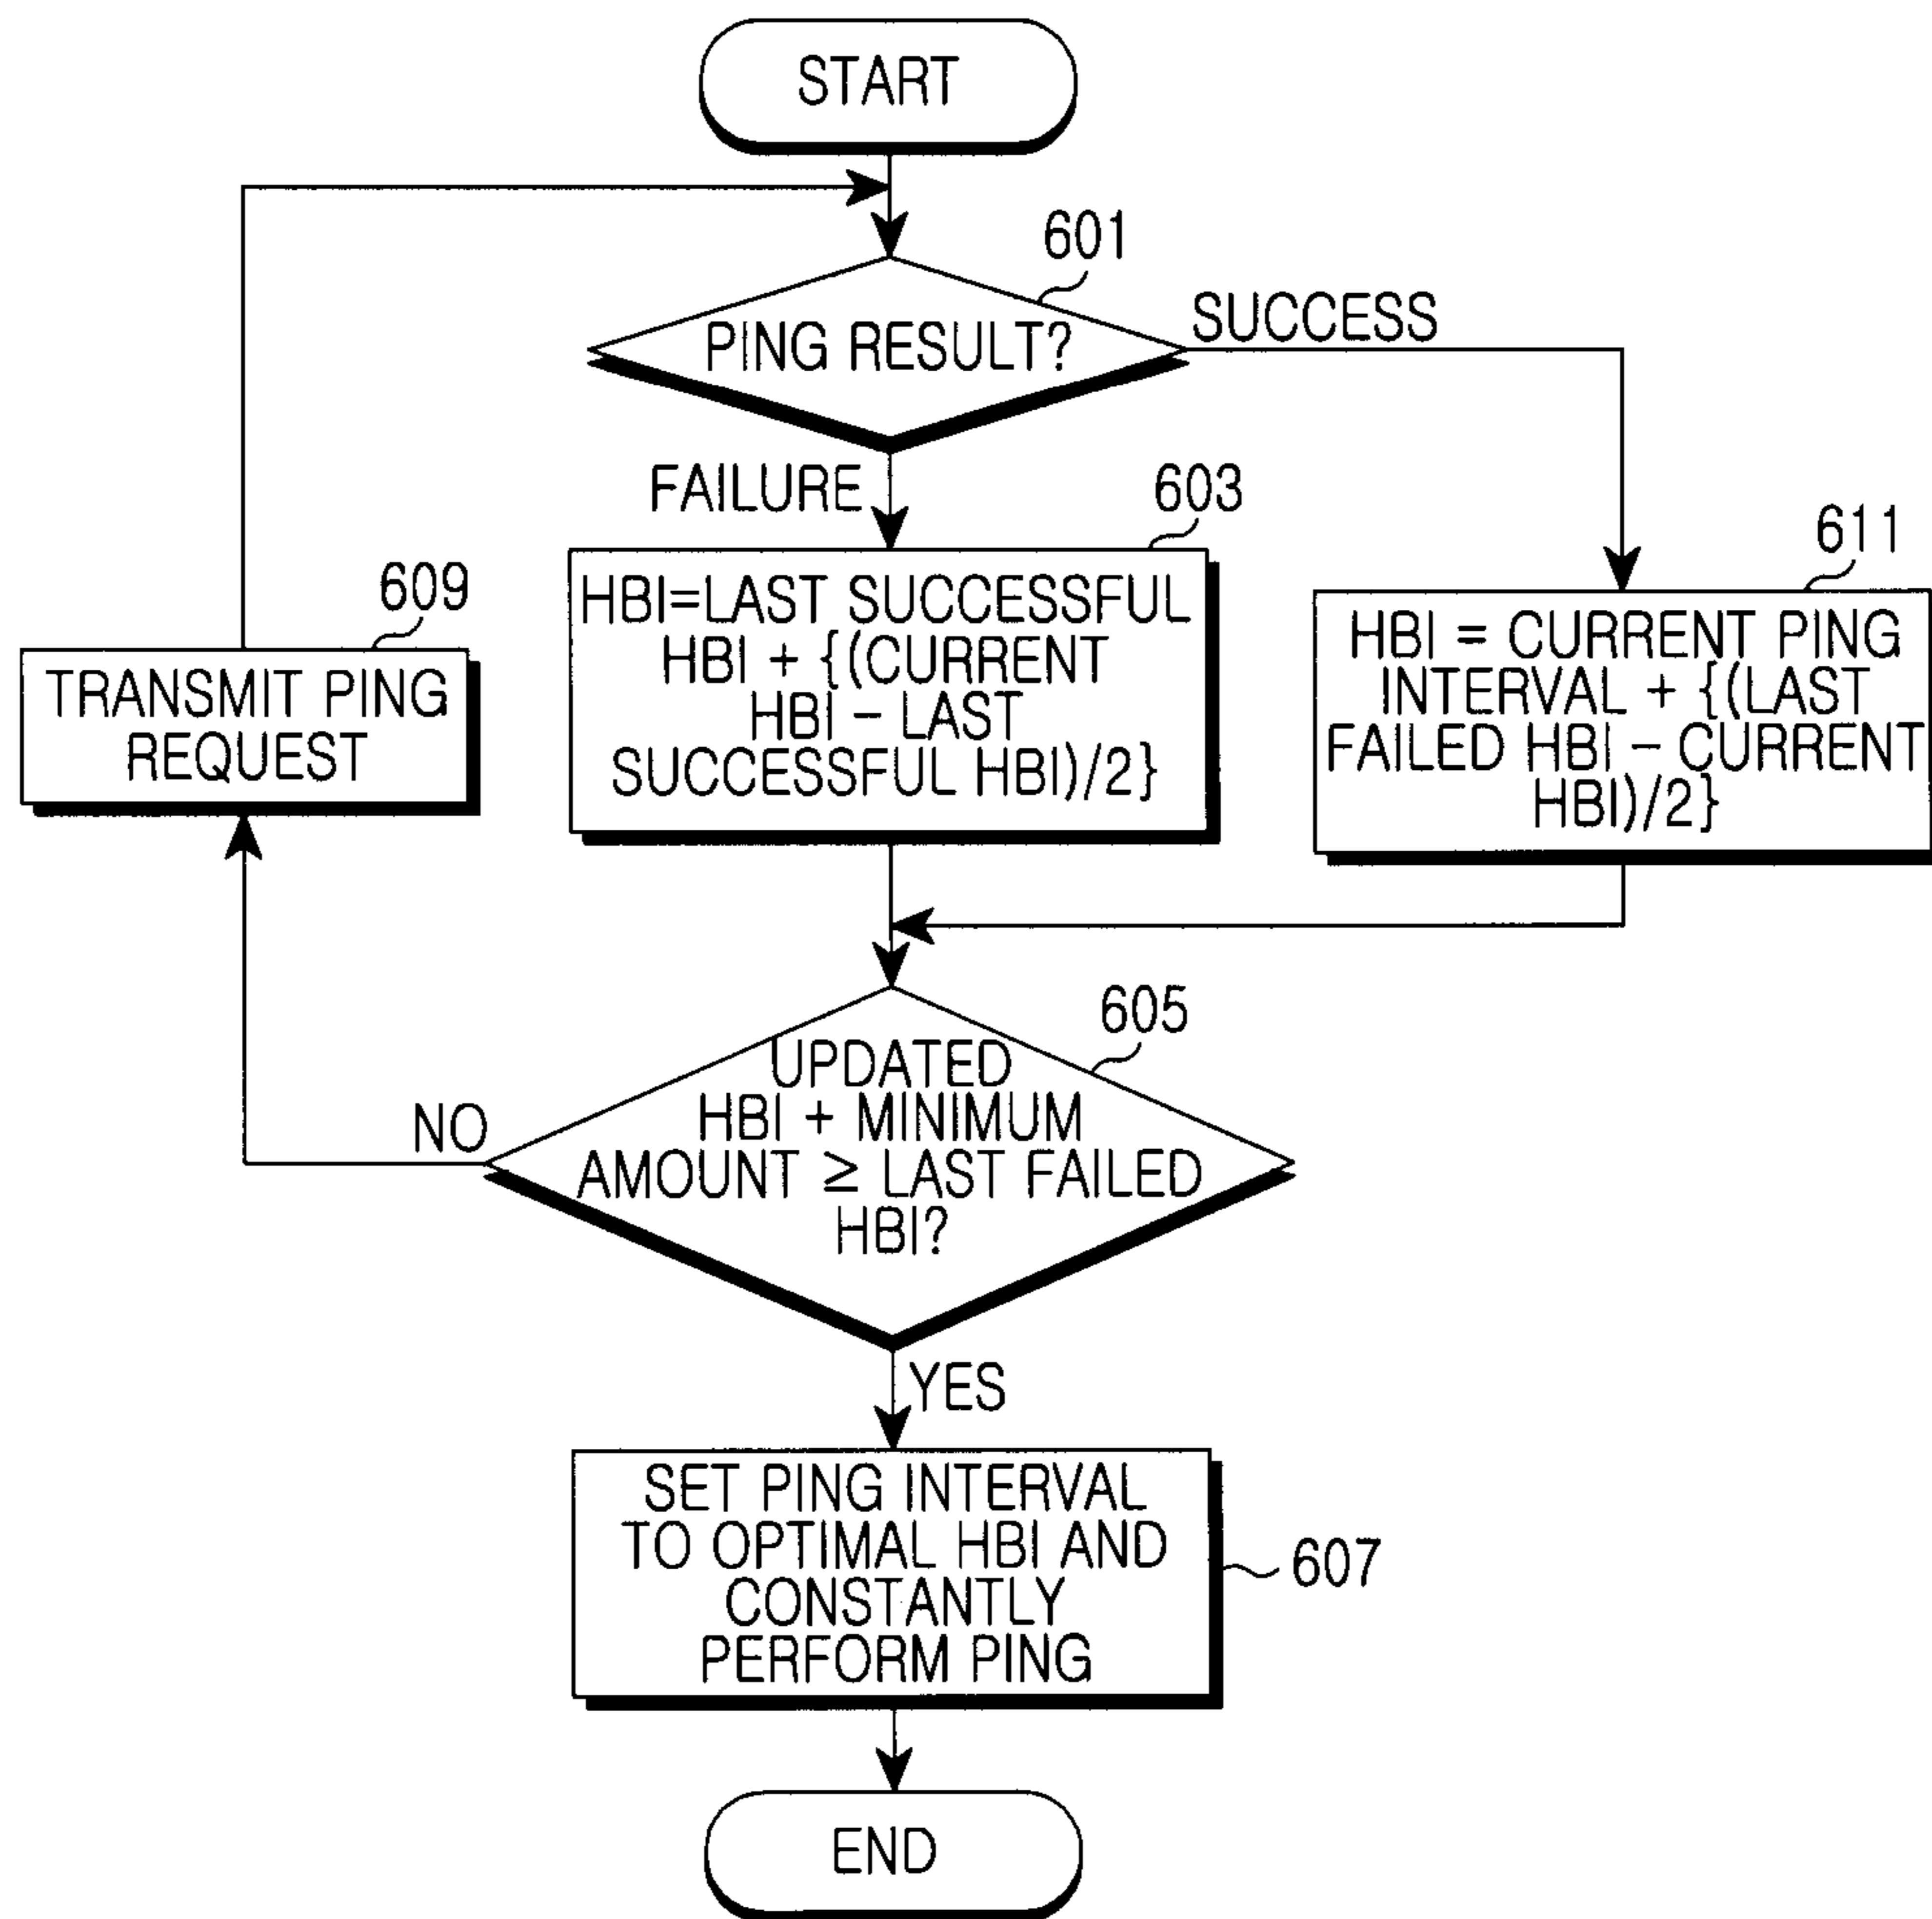 START
601
PING RESULT?
SUCCESS
FAILURE
603
HBI=LAST SUCCESSFUL
HBI + {(CURRENT
HBI - LAST
SUCCESSFUL HBI)/2}
611
HBI = CURRENT PING
INTERVAL + {(LAST
FAILED HBI - CURRENT
HBI)/2}
609
TRANSMIT PING
REQUEST
605
UPDATED
HBI + MINIMUM
AMOUNT ≥ LAST FAILED
HBI?
NO
YES
SET PING INTERVAL
TO OPTIMAL HBI AND
CONSTANTLY
PERFORM PING
607
END